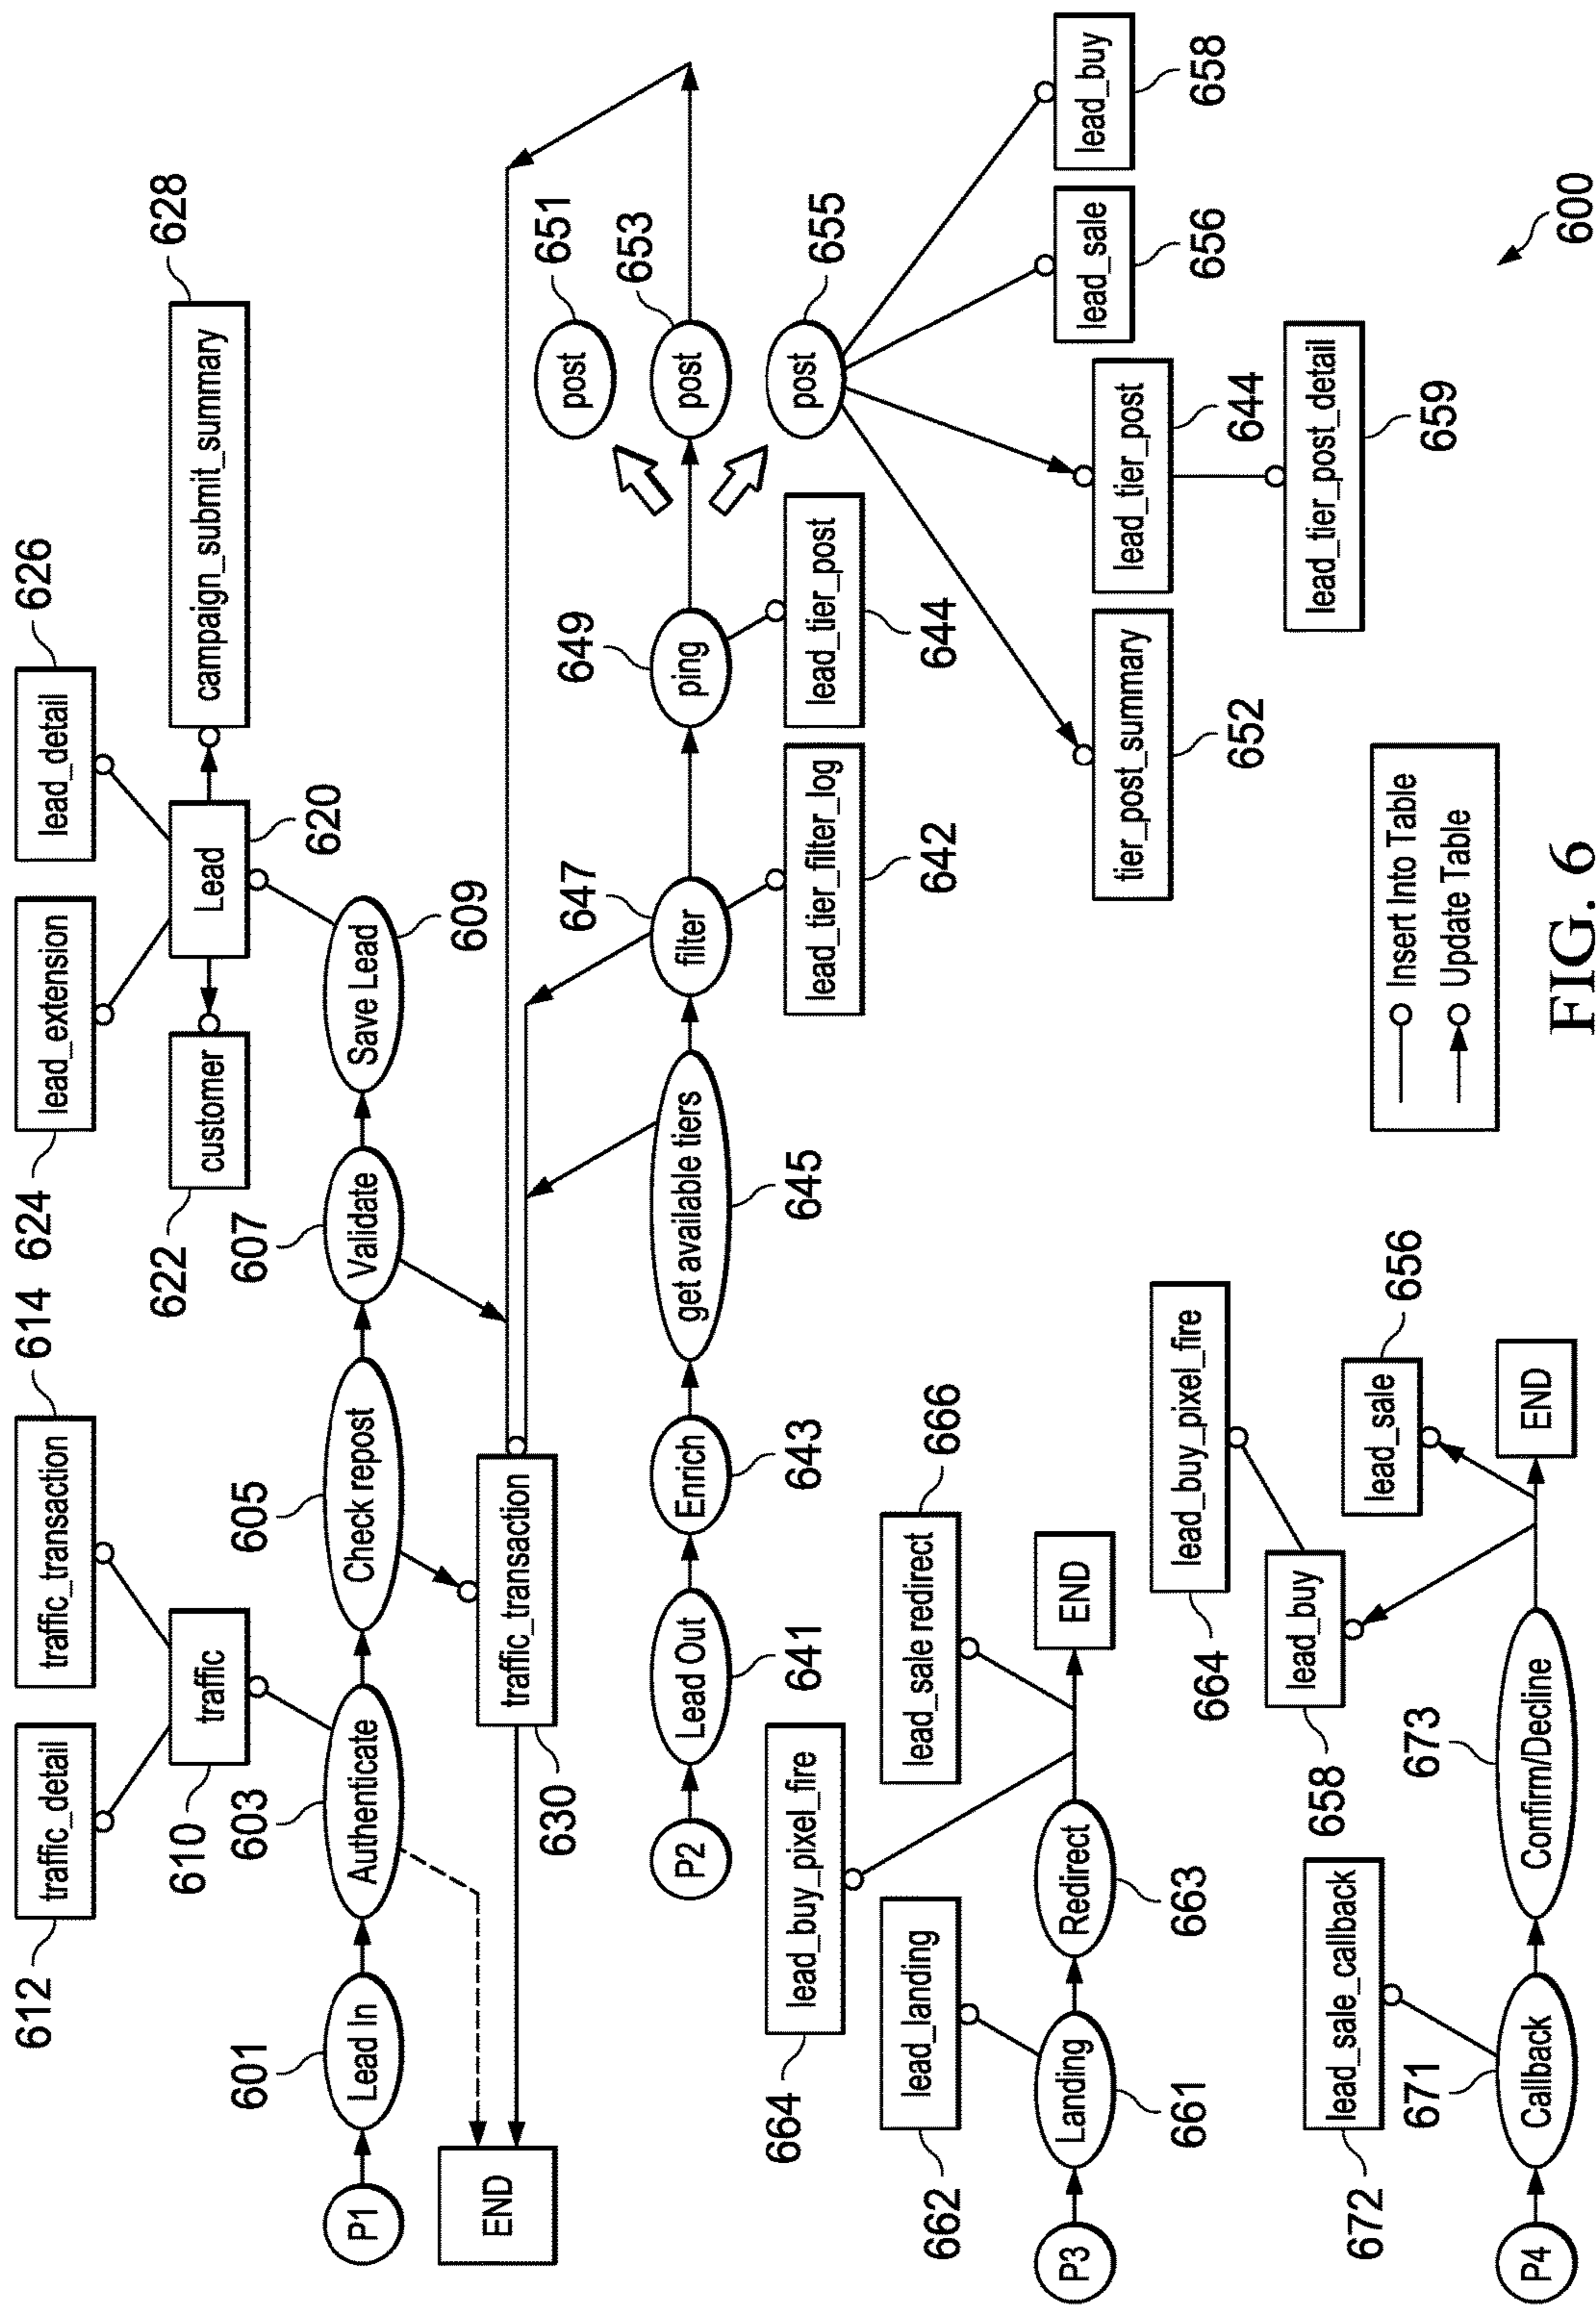 612
traffic_detail
614
traffic_transaction
624
lead_extension
626
lead_detail
610
traffic
622
customer
Lead
620
campaign_submit_summary
628
P1
601
Lead In
603
Authenticate
605
Check repost
607
Validate
Save Lead
609
END
630
traffic_transaction
P2
Lead Out
641
Enrich
643
get available tiers
645
filter
647
ping
649
post
651
post
653
post
655
lead_tier_filter_log
642
lead_tier_post
644
tier_post_summary
652
lead_tier_post
644
lead_sale
656
lead_buy
658
lead_tier_post_detail
659
664
lead_buy_pixel_fire
662
lead_landing
lead_sale redirect
666
P3
Landing
661
Redirect
663
END
664
lead_buy_pixel_fire
658
lead_buy
lead_sale
656
672
lead_sale_callback
P4
671
Callback
673
Confirm/Decline
END
Insert Into Table
Update Table
600
FIG. 6